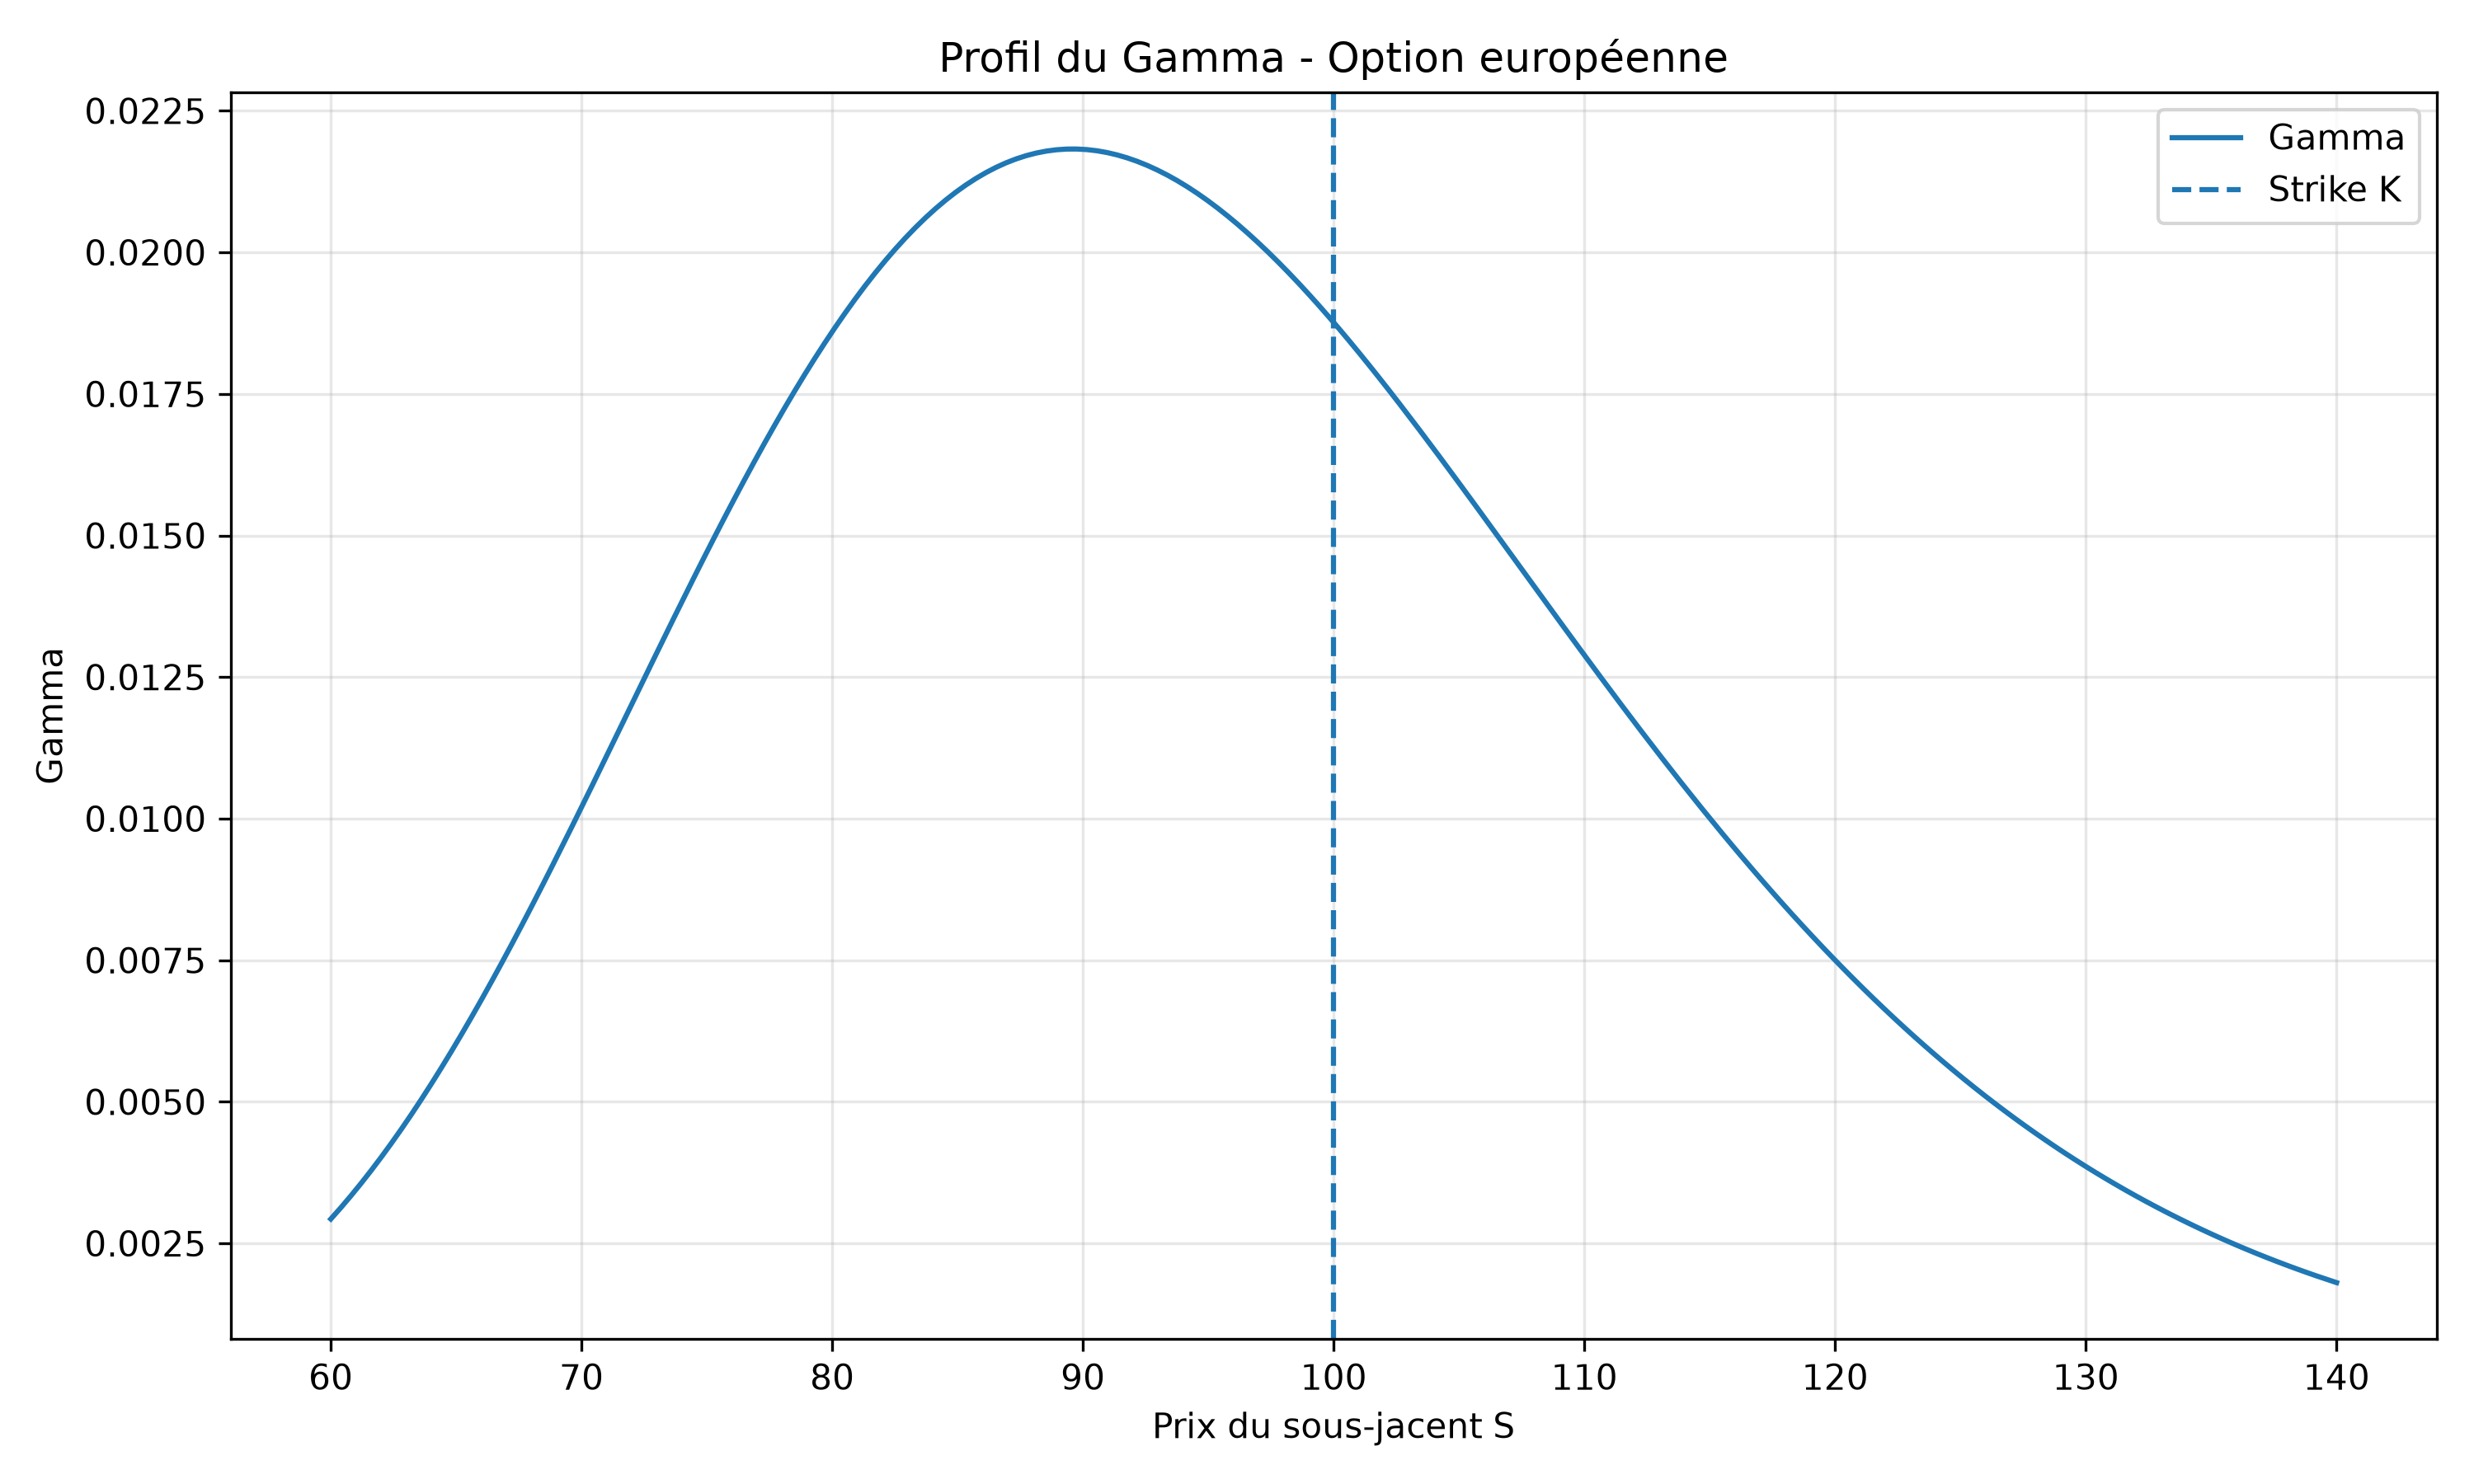 Profil du Gamma - Option européenne
Gamma
Strike K
0.0225
0.0200
0.0175
0.0150
0.0125
0.0100
0.0075
0.0050
0.0025
Gamma
60 70 80 90 100 110 120 130 140
Prix du sous-jacent S